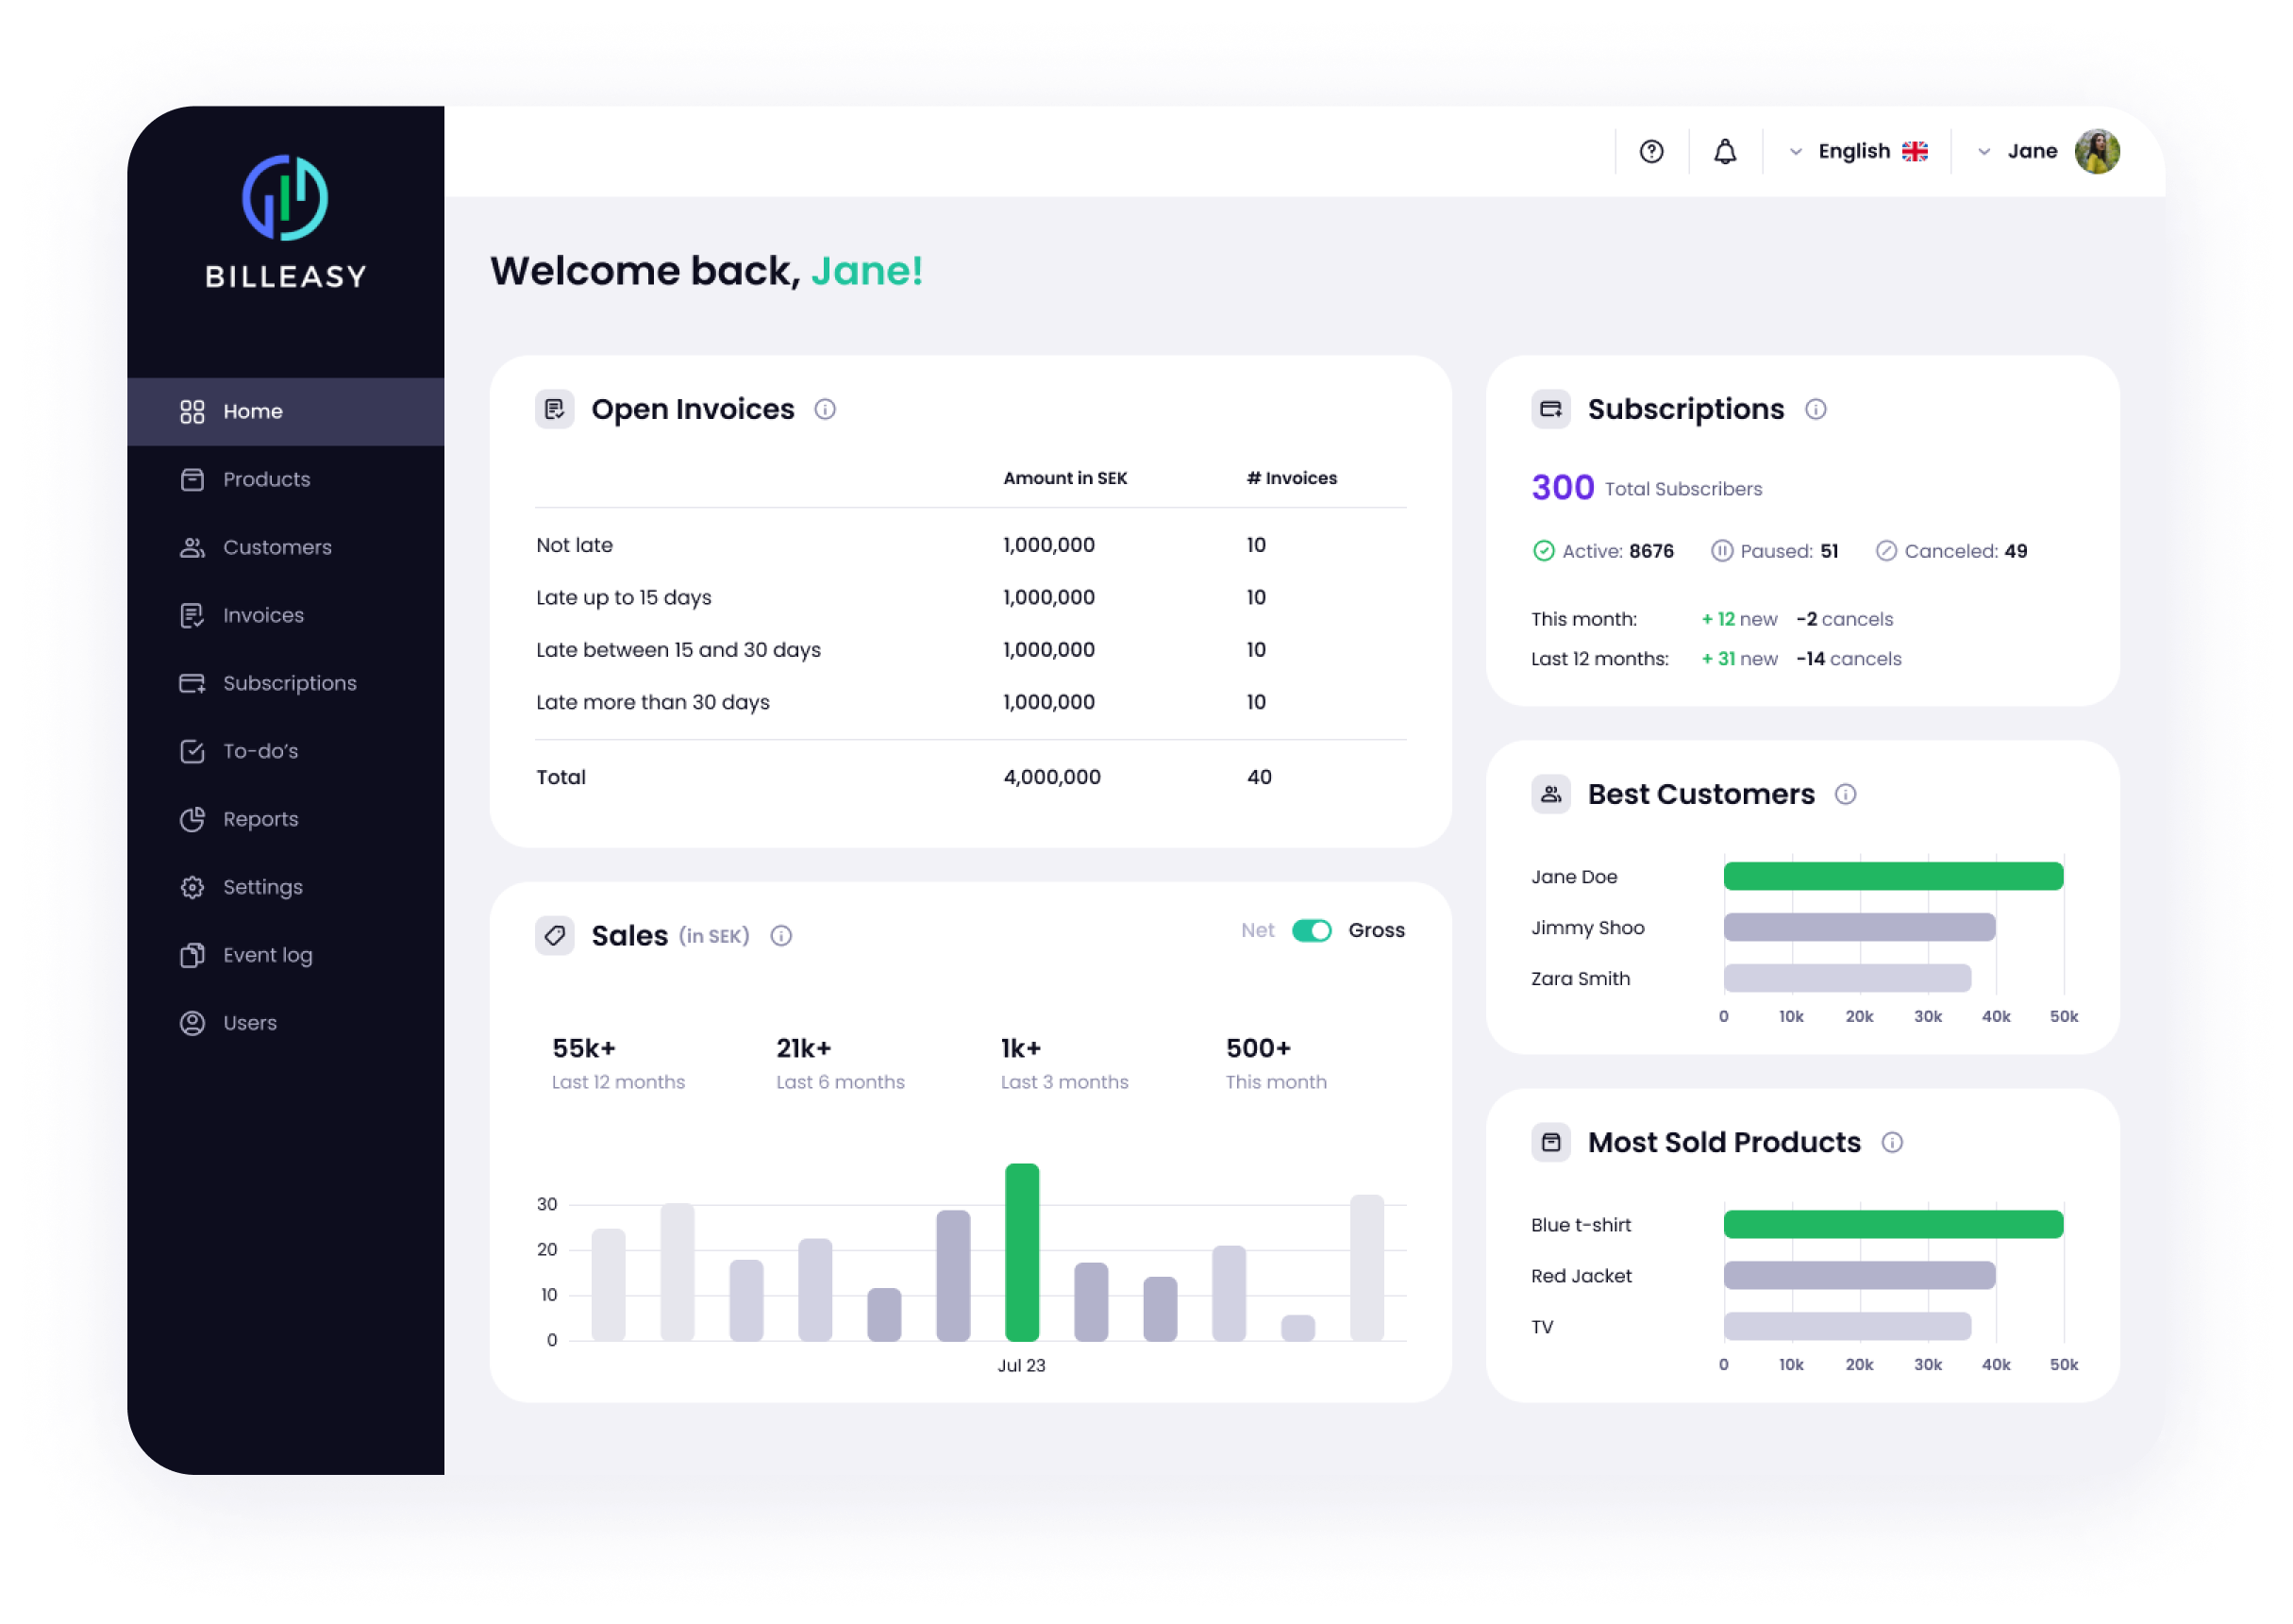 BILLEASY
Home
Products
Customers
Invoices
Subscriptions
To-do’s
Reports
Settings
Event log
Users
English
Jane
Welcome back, Jane!
Open Invoices
Amount in SEK # Invoices
Not late 1,000,000 10
Late up to 15 days 1,000,000 10
Late between 15 and 30 days 1,000,000 10
Late more than 30 days 1,000,000 10
Total 4,000,000 40
Sales (in SEK)
Net Gross
55k+ 21k+ 1k+ 500+
Last 12 months Last 6 months Last 3 months This month
30
20
10
0
Jul 23
Subscriptions
300 Total Subscribers
Active: 8676 Paused: 51 Canceled: 49
This month: + 12 new -2 cancels
Last 12 months: + 31 new -14 cancels
Best Customers
Jane Doe
Jimmy Shoo
Zara Smith
0 10k 20k 30k 40k 50k
Most Sold Products
Blue t-shirt
Red Jacket
TV
0 10k 20k 30k 40k 50k